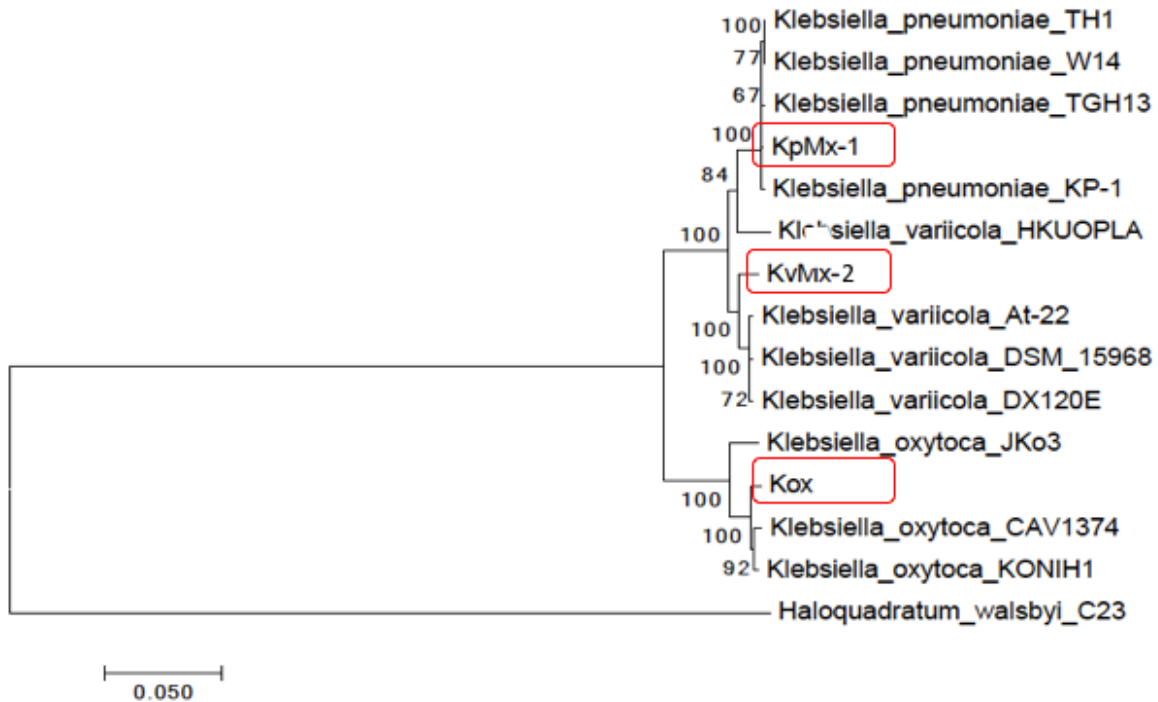 100
Klebsiella_pneumoniae_TH1
77
Klebsiella_pneumoniae_W14
67
Klebsiella_pneumoniae_TGH13
100
KpMx-1
84
Klebsiella_pneumoniae_KP-1
100
Klebsiella_variicola_HKUOPLA
KvMx-2
100
Klebsiella_variicola_At-22
100
Klebsiella_variicola_DSM_15968
72
Klebsiella_variicola_DX120E
Klebsiella_oxytoca_JKo3
100
Kox
100
Klebsiella_oxytoca_CAV1374
92
Klebsiella_oxytoca_KONIH1
Haloquadratum_walsbyi_C23
0.050